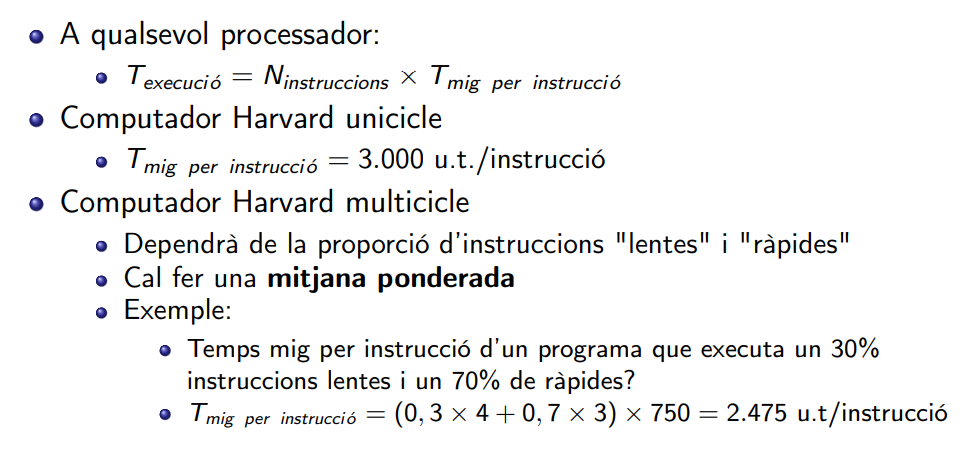 A qualsevol processador:
T_execució = N_instruccions × T_mig per instrucció
Computador Harvard unicicle
T_mig per instrucció = 3.000 u.t./instrucció
Computador Harvard multicicle
Dependrà de la proporció d'instruccions "lentes" i "ràpides"
Cal fer una mitjana ponderada
Exemple:
Temps mig per instrucció d'un programa que executa un 30%
instruccions lentes i un 70% de ràpides?
T_mig per instrucció = (0, 3 × 4 + 0, 7 × 3) × 750 = 2.475 u.t/instrucció